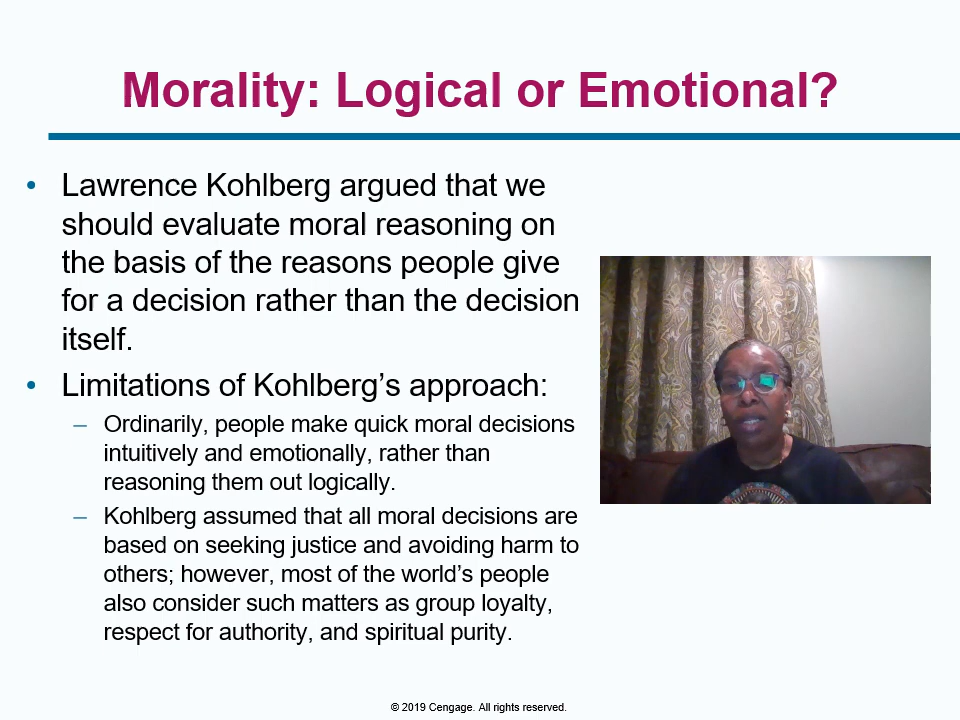 Morality: Logical or Emotional?
• Lawrence Kohlberg argued that we
should evaluate moral reasoning on
the basis of the reasons people give
for a decision rather than the decision
itself.
• Limitations of Kohlberg’s approach:
– Ordinarily, people make quick moral decisions
intuitively and emotionally, rather than
reasoning them out logically.
– Kohlberg assumed that all moral decisions are
based on seeking justice and avoiding harm to
others; however, most of the world’s people
also consider such matters as group loyalty,
respect for authority, and spiritual purity.
© 2019 Cengage. All rights reserved.